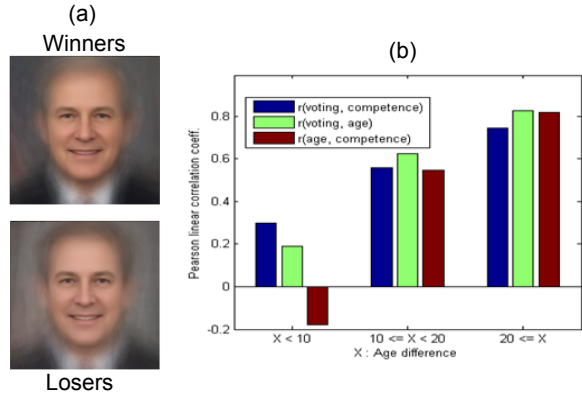 (a)
Winners
Losers
(b)
r(voting, competence)
r(voting, age)
r(age, competence)
Pearson linear correlation coeff.
0.8
0.6
0.4
0.2
0
-0.2
X < 10
10 <= X < 20
20 <= X
X : Age difference